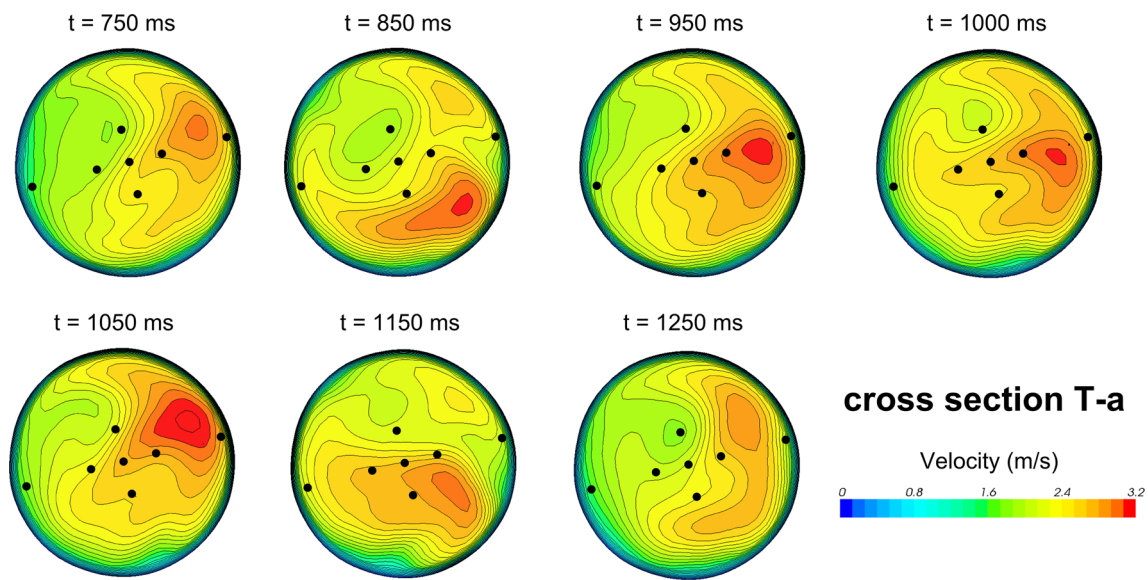 t = 750 ms
t = 850 ms
t = 950 ms
t = 1000 ms
t = 1050 ms
t = 1150 ms
t = 1250 ms
cross section T-a
Velocity (m/s)
0 0.8 1.6 2.4 3.2